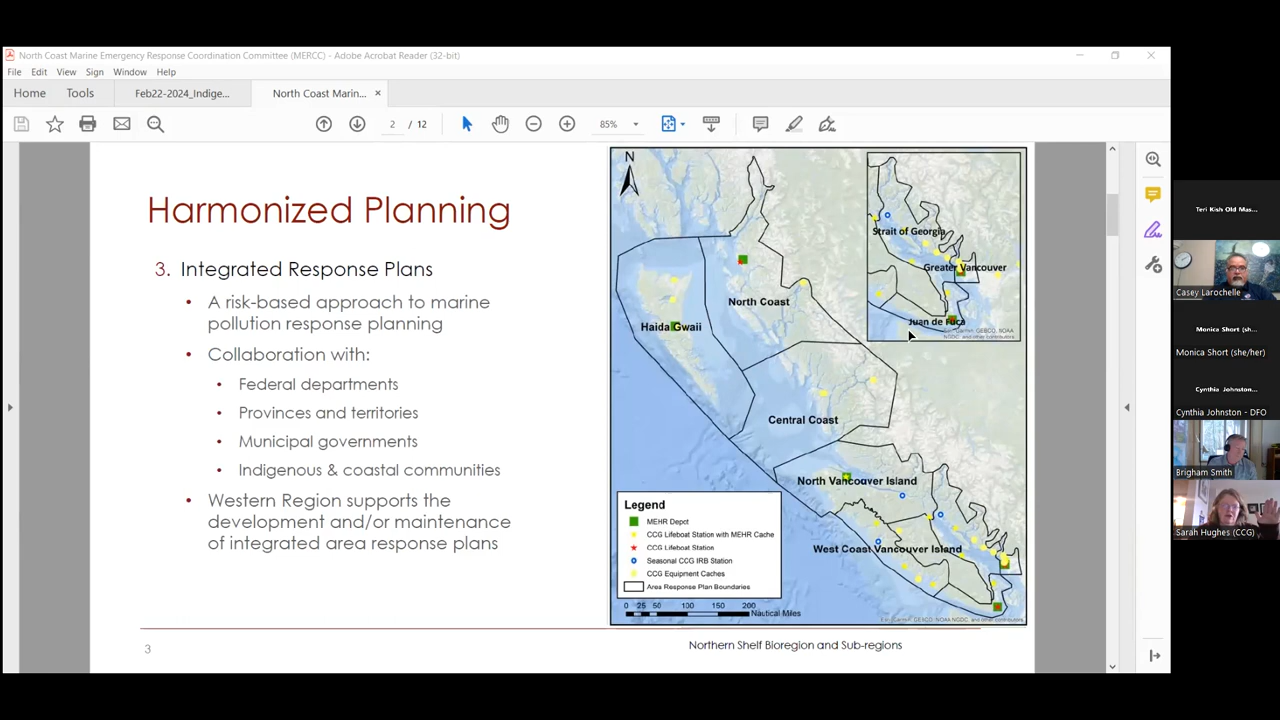 North Coast Marine Emergency Response Coordination Committee (MERCC) - Adobe Acrobat Reader (32-bit)
File Edit View Sign Window Help
Home Tools Feb22-2024_Indige... North Coast Marin... ×
2 / 12 85%
Harmonized Planning
3. Integrated Response Plans
• A risk-based approach to marine
pollution response planning
• Collaboration with:
• Federal departments
• Provinces and territories
• Municipal governments
• Indigenous & coastal communities
• Western Region supports the
development and/or maintenance
of integrated area response plans
3
N
Strait of Georgia
Greater Vancouver
Juan de Fuca
North Coast
Haida Gwaii
Central Coast
North Vancouver Island
West Coast Vancouver Island
Legend
MEHR Depot
CCG Lifeboat Station with MEHR Cache
CCG Lifeboat Station
Seasonal CCG IRB Station
CCG Equipment Caches
Area Response Plan Boundaries
0 25 50 100 150 200
Nautical Miles
Northern Shelf Bioregion and Sub-regions
Teri Kish Old Mas...
Casey Larochelle
Monica Short (sh...
Monica Short (she/her)
Cynthia Johnston...
Cynthia Johnston - DFO
Brigham Smith
Sarah Hughes (CCG)